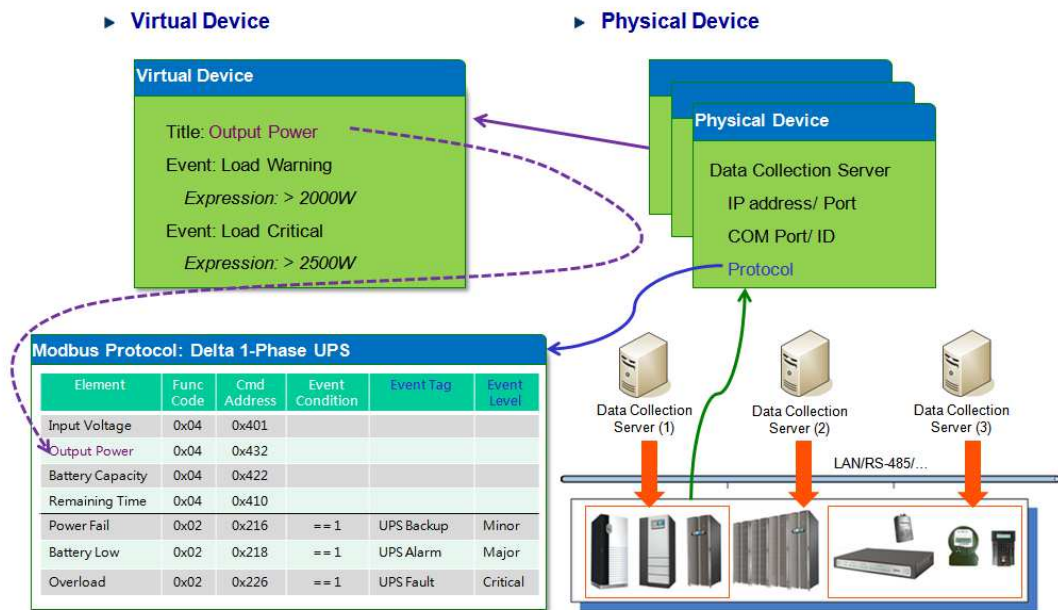 Virtual Device
Physical Device
Virtual Device
Title: Output Power
Event: Load Warning
Expression: > 2000W
Event: Load Critical
Expression: > 2500W
Physical Device
Data Collection Server
IP address/ Port
COM Port/ ID
Protocol
Modbus Protocol: Delta 1-Phase UPS
Element Func Code Cmd Address Event Condition Event Tag Event Level
Input Voltage 0x04 0x401
Output Power 0x04 0x432
Battery Capacity 0x04 0x422
Remaining Time 0x04 0x410
Power Fail 0x02 0x216 ==1 UPS Backup Minor
Battery Low 0x02 0x218 ==1 UPS Alarm Major
Overload 0x02 0x226 ==1 UPS Fault Critical
Data Collection
Server (1)
Data Collection
Server (2)
Data Collection
Server (3)
LAN/RS-485/...